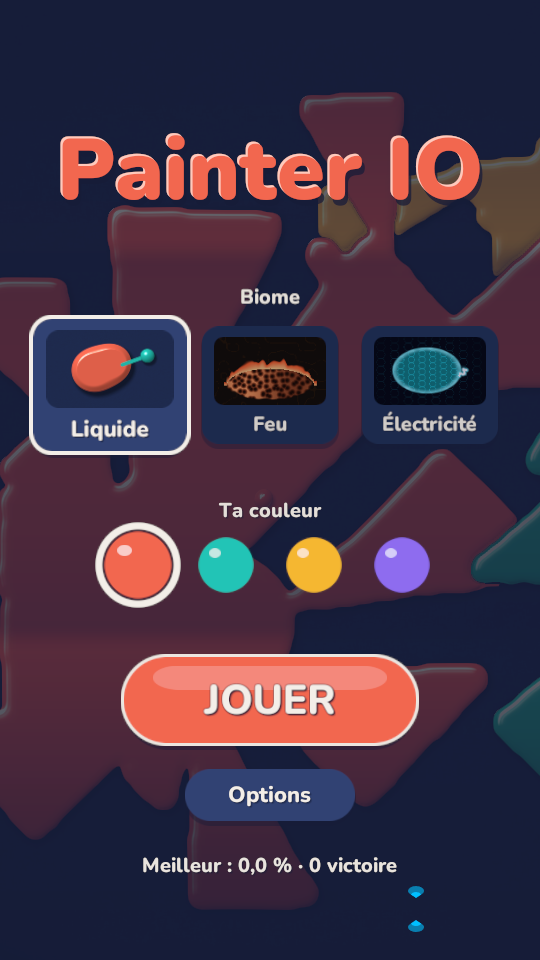 Painter IO
Biome
Liquide
Feu
Électricité
Ta couleur
JOUER
Options
Meilleur : 0,0 % · 0 victoire